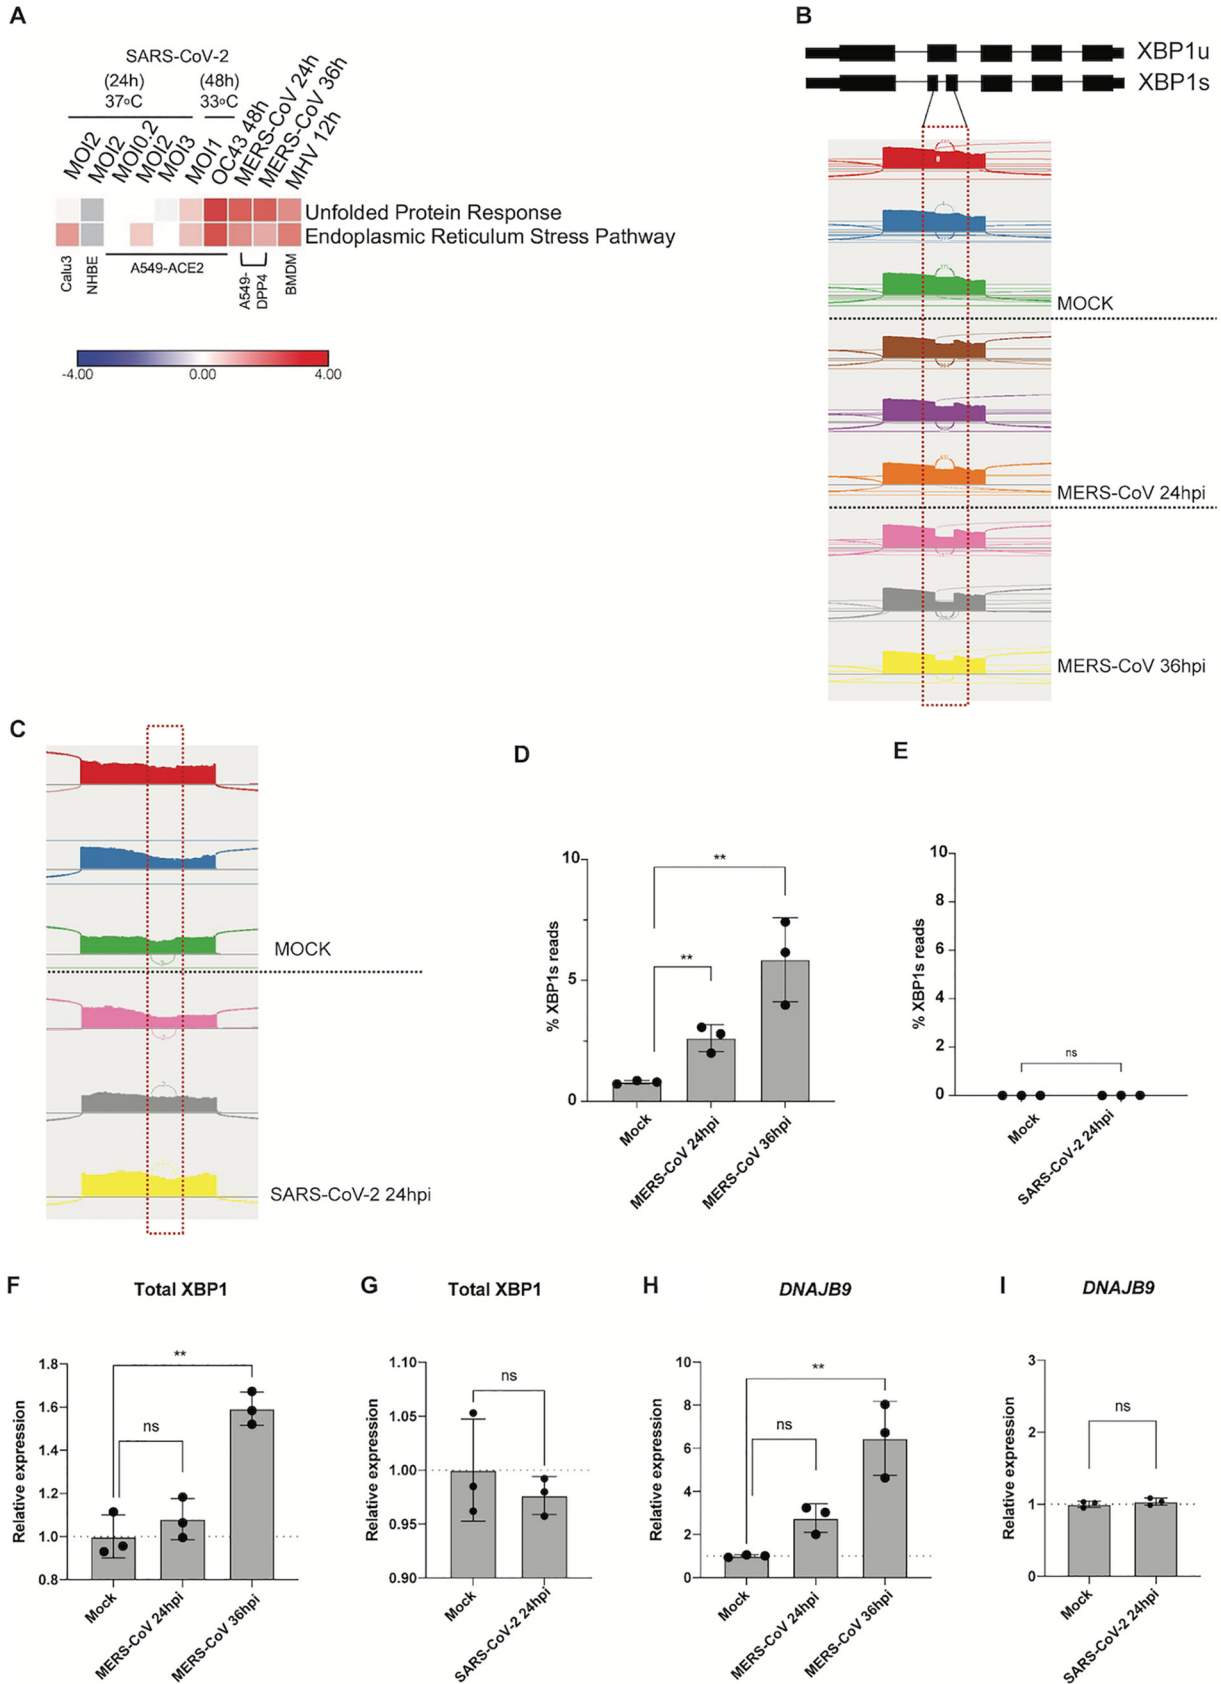 A
SARS-CoV-2
(24h) (48h)
37ºC 33ºC
MOI2 MOI2 MOI0.2 MOI2 MOI3 MOI1 OC43 48h MERS-CoV 24h MERS-CoV 36h MHV 12h
Unfolded Protein Response
Endoplasmic Reticulum Stress Pathway
Calu3 NHBE A549-ACE2 A549-DPP4 BMDM
-4.00 0.00 4.00
B
XBP1u
XBP1s
MOCK
MERS-CoV 24hpi
MERS-CoV 36hpi
C
MOCK
SARS-CoV-2 24hpi
D
% XBP1s reads
10
5
0
**
**
Mock
MERS-CoV 24hpi
MERS-CoV 36hpi
E
% XBP1s reads
10
8
6
4
2
0
ns
Mock
SARS-CoV-2 24hpi
F
Total XBP1
Relative expression
1.8
1.6
1.4
1.2
1.0
0.8
**
ns
Mock
MERS-CoV 24hpi
MERS-CoV 36hpi
G
Total XBP1
Relative expression
1.10
1.05
1.00
0.95
0.90
ns
Mock
SARS-CoV-2 24hpi
H
DNAJB9
Relative expression
10
8
6
4
2
0
**
ns
Mock
MERS-CoV 24hpi
MERS-CoV 36hpi
I
DNAJB9
Relative expression
3
2
1
0
ns
Mock
SARS-CoV-2 24hpi